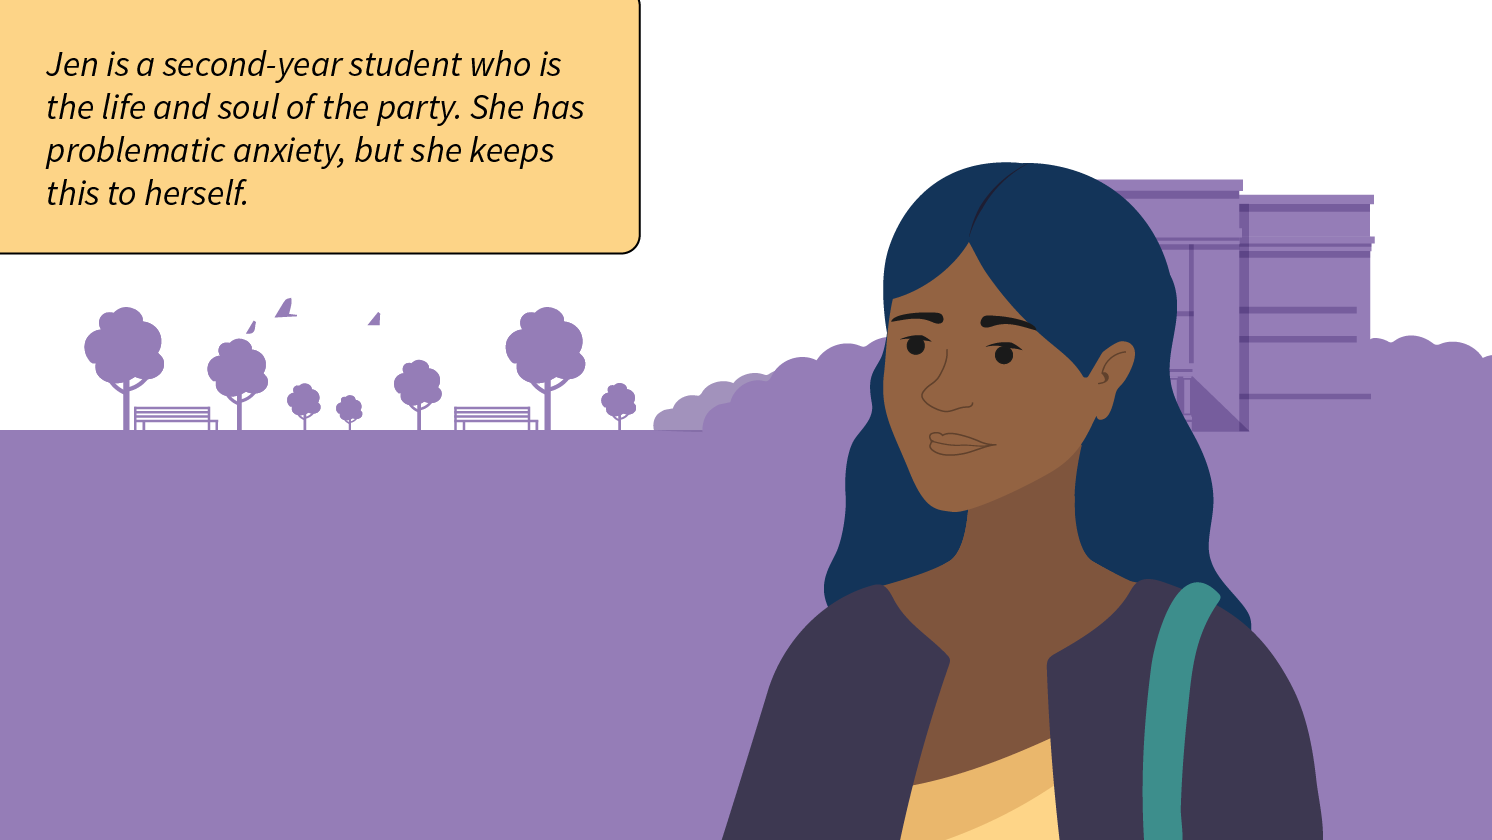 Jen is a second-year student who is
the life and soul of the party. She has
problematic anxiety, but she keeps
this to herself.